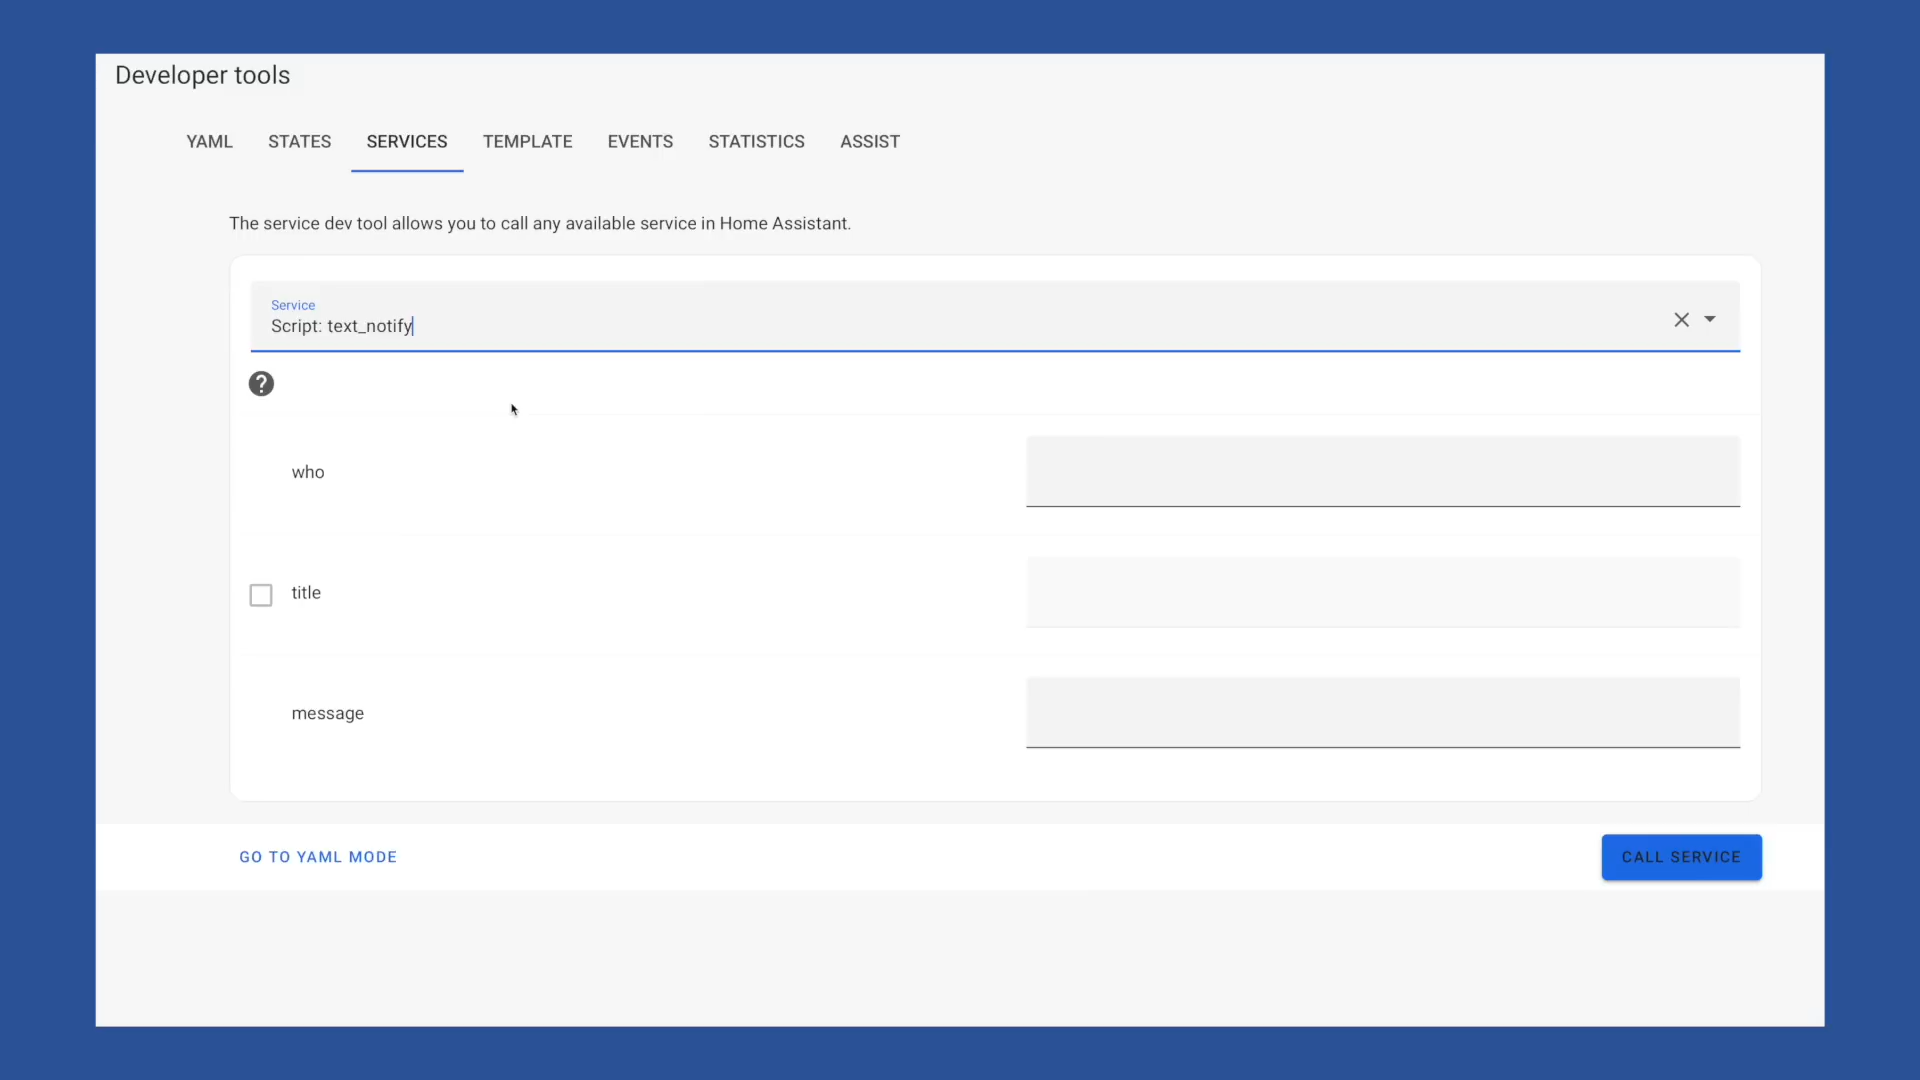 Developer tools
YAML STATES SERVICES TEMPLATE EVENTS STATISTICS ASSIST
The service dev tool allows you to call any available service in Home Assistant.
Service
Script: text_notify
who
title
message
GO TO YAML MODE CALL SERVICE